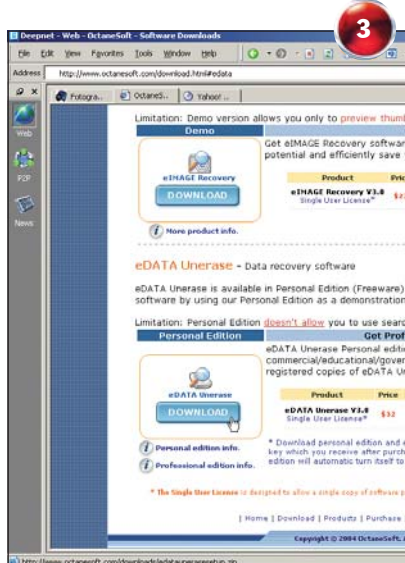 3
Deepnet - Web - OctaneSoft - Software Downloads
File Edit View Favorites Tools Window Help
Address http://www.octanesoft.com/download.html#edata
Fotogra.. OctaneS.. Yahoo! ..
Web
P2P
News
Limitation: Demo version allows you only to preview thumb
Demo
Get eIMAGE Recovery softwar
potential and efficiently save
eIMAGE Recovery
Product Pric
DOWNLOAD
eIMAGE Recovery V3.0
Single User License*
More product info.
eDATA Unerase - Data recovery software
eDATA Unerase is available in Personal Edition (Freeware)
software by using our Personal Edition as a demonstration
Limitation: Personal Edition doesn't allow you to use searc
Personal Edition Get Prof
eDATA Unerase Personal editi
commercial/educational/gover
registered copies of eDATA Un
eDATA Unerase
Product Price
DOWNLOAD
eDATA Unerase V3.0 $32
Single User License*
Personal edition info.
Professional edition info.
* Download personal edition and e
key which you receive after purch
edition will automatic turn itself to
* The Single User License is designed to allow a single copy of software p
| Home | Download | Products | Purchase
Copyright © 2004 OctaneSoft.
http://www.octanesoft.com/downloads/edataunerasesetup.zip